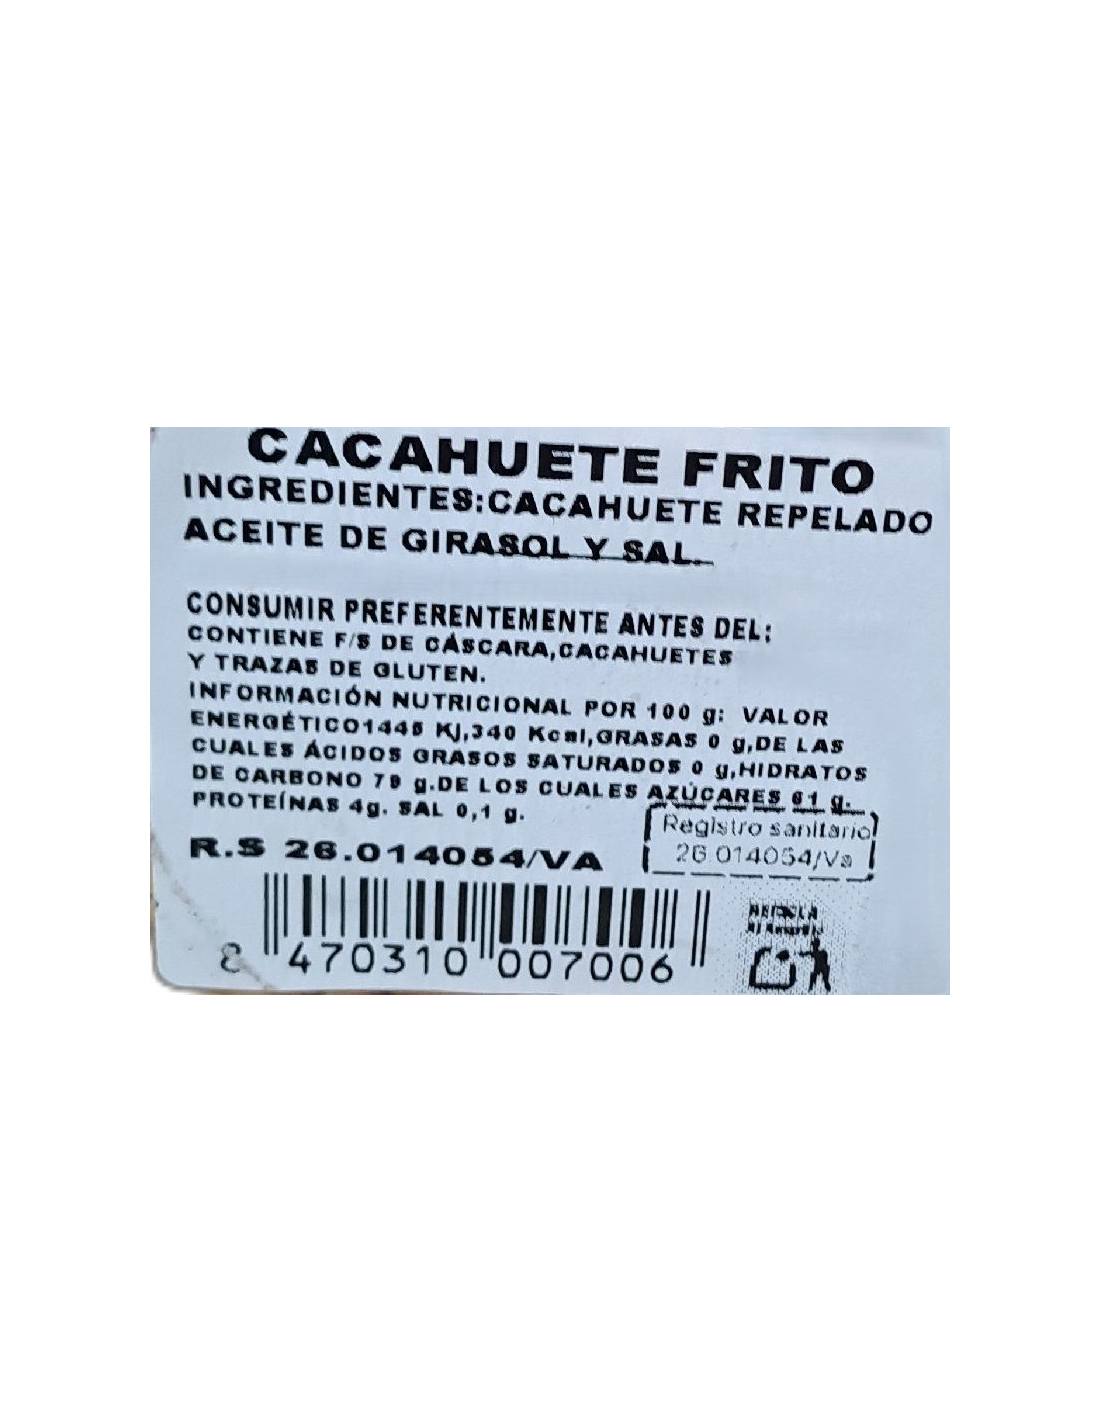 CACAHUETE FRITO
INGREDIENTES:CACAHUETE REPELADO
ACEITE DE GIRASOL Y SAL.
CONSUMIR PREFERENTEMENTE ANTES DEL:
CONTIENE F/S DE CÁSCARA,CACAHUETES
Y TRAZAS DE GLUTEN.
INFORMACIÓN NUTRICIONAL POR 100 g: VALOR
ENERGÉTICO1445 Kj,340 Kcal,GRASAS 0 g,DE LAS
CUALES ÁCIDOS GRASOS SATURADOS 0 g,HIDRATOS
DE CARBONO 79 g.DE LOS CUALES AZÚCARES 61 g.
PROTEÍNAS 4g. SAL 0,1 g.
Registro sanitario
26.014054/Va
R.S 26.014054/VA
8 470310 007006